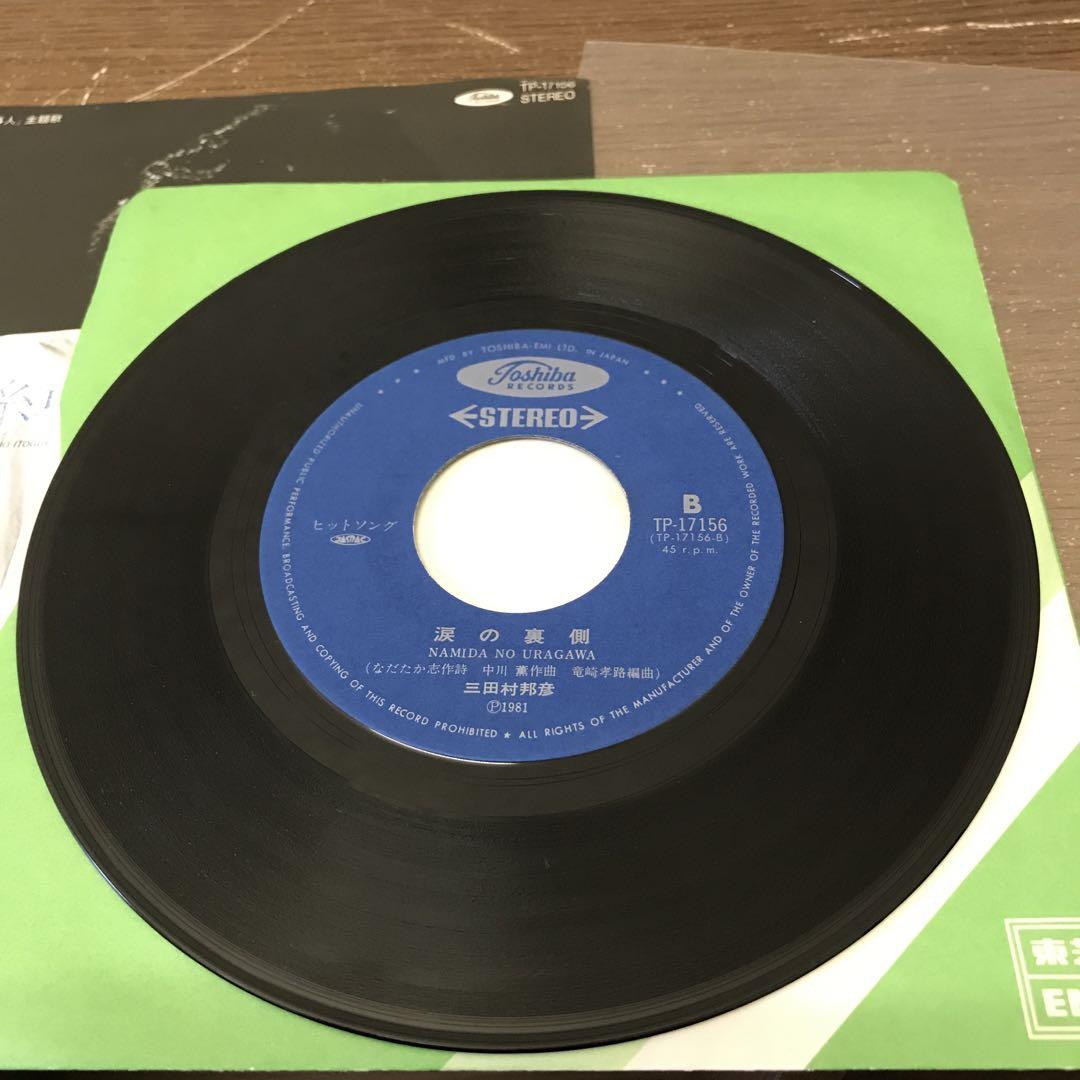 TP-17156
Toshiba
STEREO
人」主題歌
MFD. BY TOSHIBA-EMI LTD. IN JAPAN
Toshiba
RECORDS
STEREO
B
TP-17156
(TP-17156-B)
45 r.p.m.
ヒットソング
JASRAC
涙の裏側
NAMIDA NO URAGAWA
(なだたか志作詩 中川 薫作曲 竜崎孝路編曲)
三田村邦彦
Ⓟ1981
UNAUTHORIZED PUBLIC PERFORMANCE, BROADCASTING AND COPYING OF THIS RECORD PROHIBITED ★ ALL RIGHTS OF THE MANUFACTURER AND OF THE OWNER OF THE RECORDED WORK ARE RESERVED